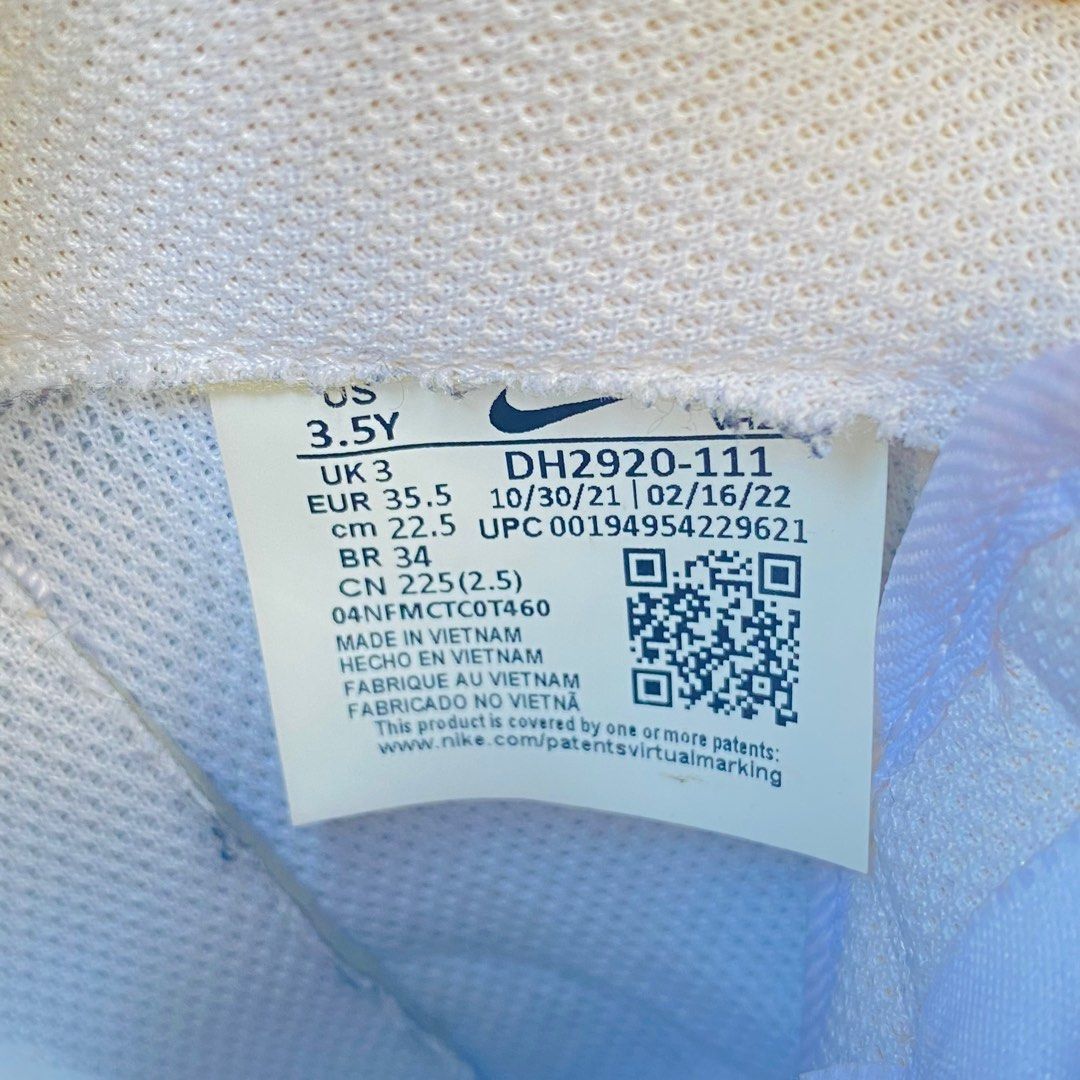 US
3.5Y
UK 3
EUR 35.5
cm 22.5
BR 34
CN 225(2.5)
DH2920-111
10/30/21 | 02/16/22
UPC 00194954229621
04NFMCTC0T460
MADE IN VIETNAM
HECHO EN VIETNAM
FABRIQUE AU VIETNAM
FABRICADO NO VIETNÃ
This product is covered by one or more patents:
www.nike.com/patentsvirtualmarking